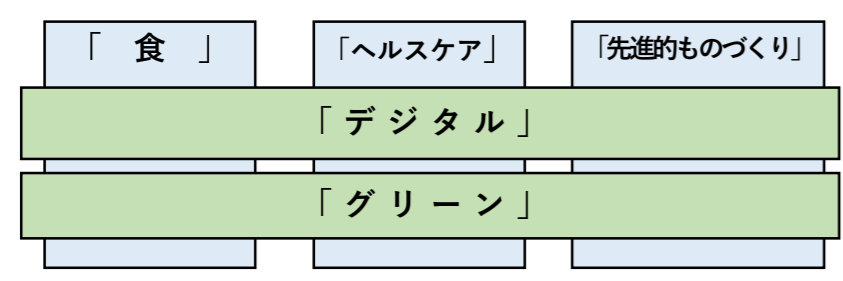 「 食 」
「ヘルスケア」
「先進的ものづくり」
「デジタル」
「グリーン」